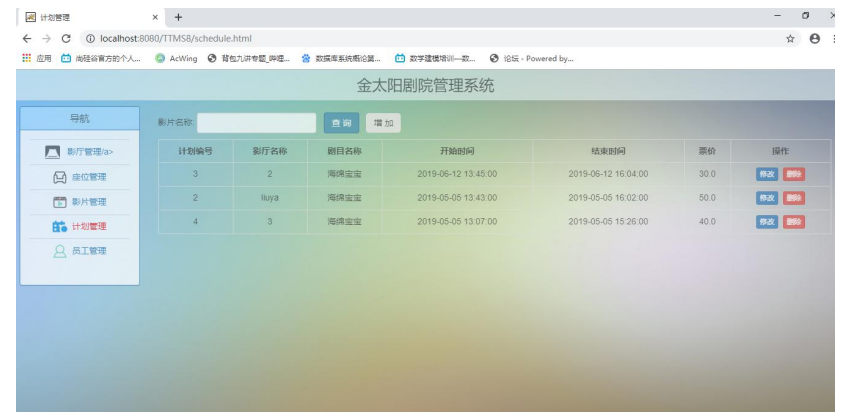 计划管理
localhost:8080/TTMS8/schedule.html
应用 尚硅谷官方的个人... AcWing 背包九讲专题_哔哩... 数据库系统概论第... 数学建模培训—数... 论坛 - Powered by...
金太阳剧院管理系统
导航
影厅管理/a>
座位管理
影片管理
计划管理
员工管理
影片名称: 查 询 增 加
计划编号 影厅名称 剧目名称 开始时间 结束时间 票价 操作
3 2 海绵宝宝 2019-06-12 13:45:00 2019-06-12 16:04:00 30.0 修改 删除
2 liuya 海绵宝宝 2019-05-05 13:43:00 2019-05-05 16:02:00 50.0 修改 删除
4 3 海绵宝宝 2019-05-05 13:07:00 2019-05-05 15:26:00 40.0 修改 删除